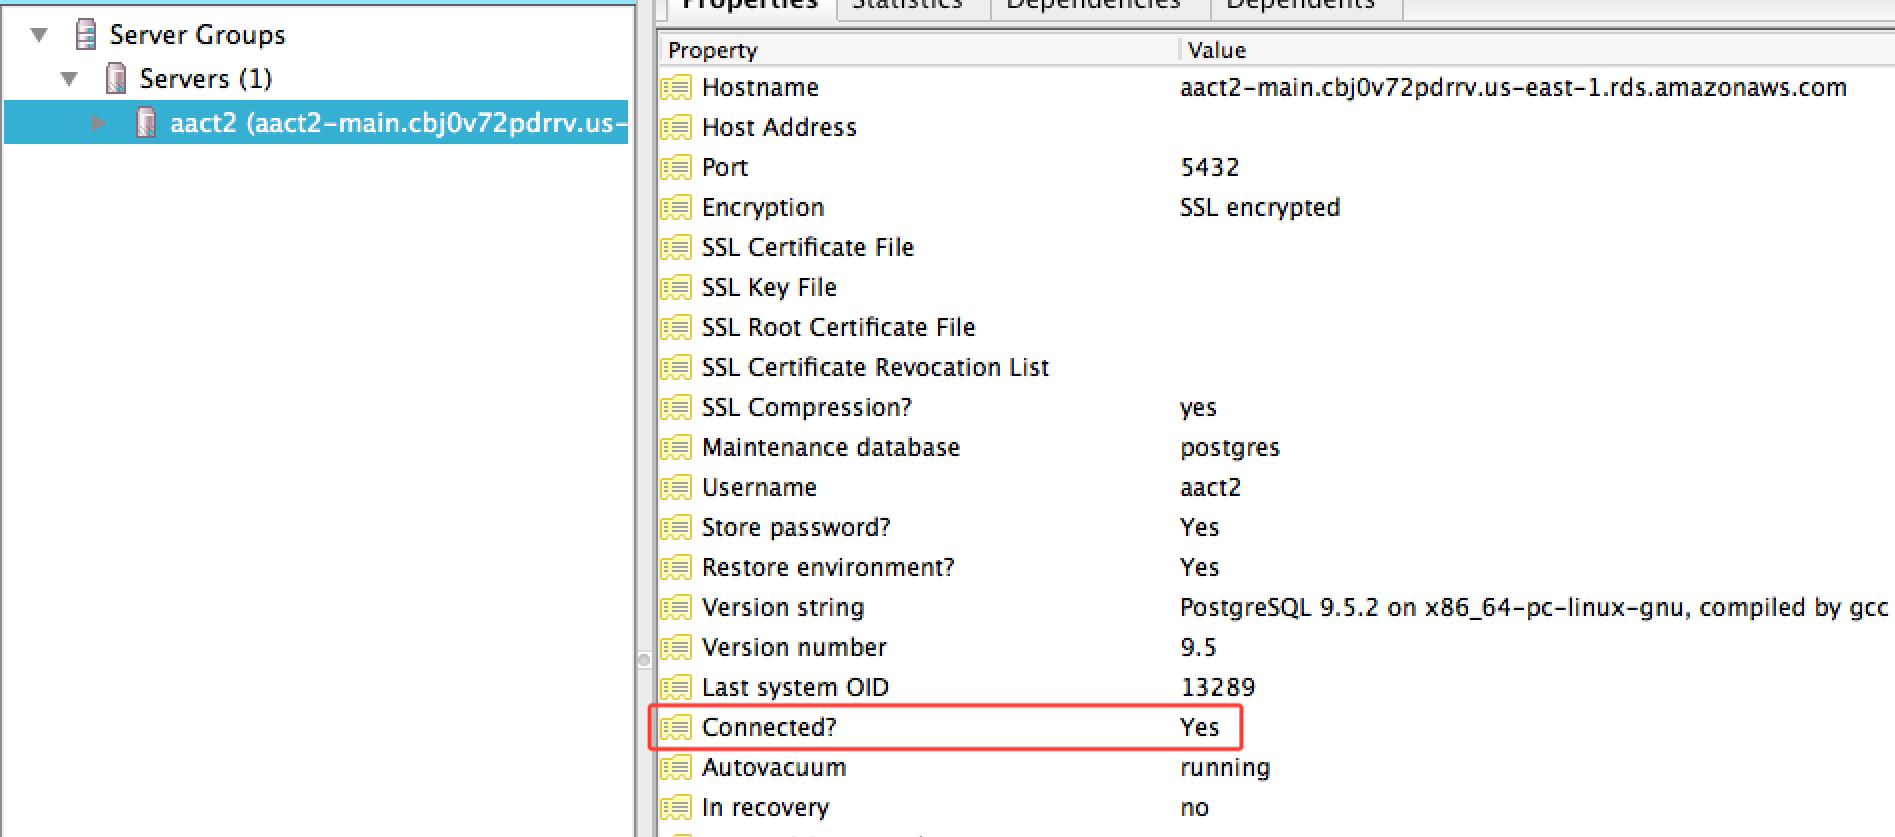 Server Groups
Servers (1)
aact2 (aact2-main.cbj0v72pdrrv.us-
Properties Statistics Dependencies Dependents
Property Value
Hostname aact2-main.cbj0v72pdrrv.us-east-1.rds.amazonaws.com
Host Address
Port 5432
Encryption SSL encrypted
SSL Certificate File
SSL Key File
SSL Root Certificate File
SSL Certificate Revocation List
SSL Compression? yes
Maintenance database postgres
Username aact2
Store password? Yes
Restore environment? Yes
Version string PostgreSQL 9.5.2 on x86_64-pc-linux-gnu, compiled by gcc
Version number 9.5
Last system OID 13289
Connected? Yes
Autovacuum running
In recovery no